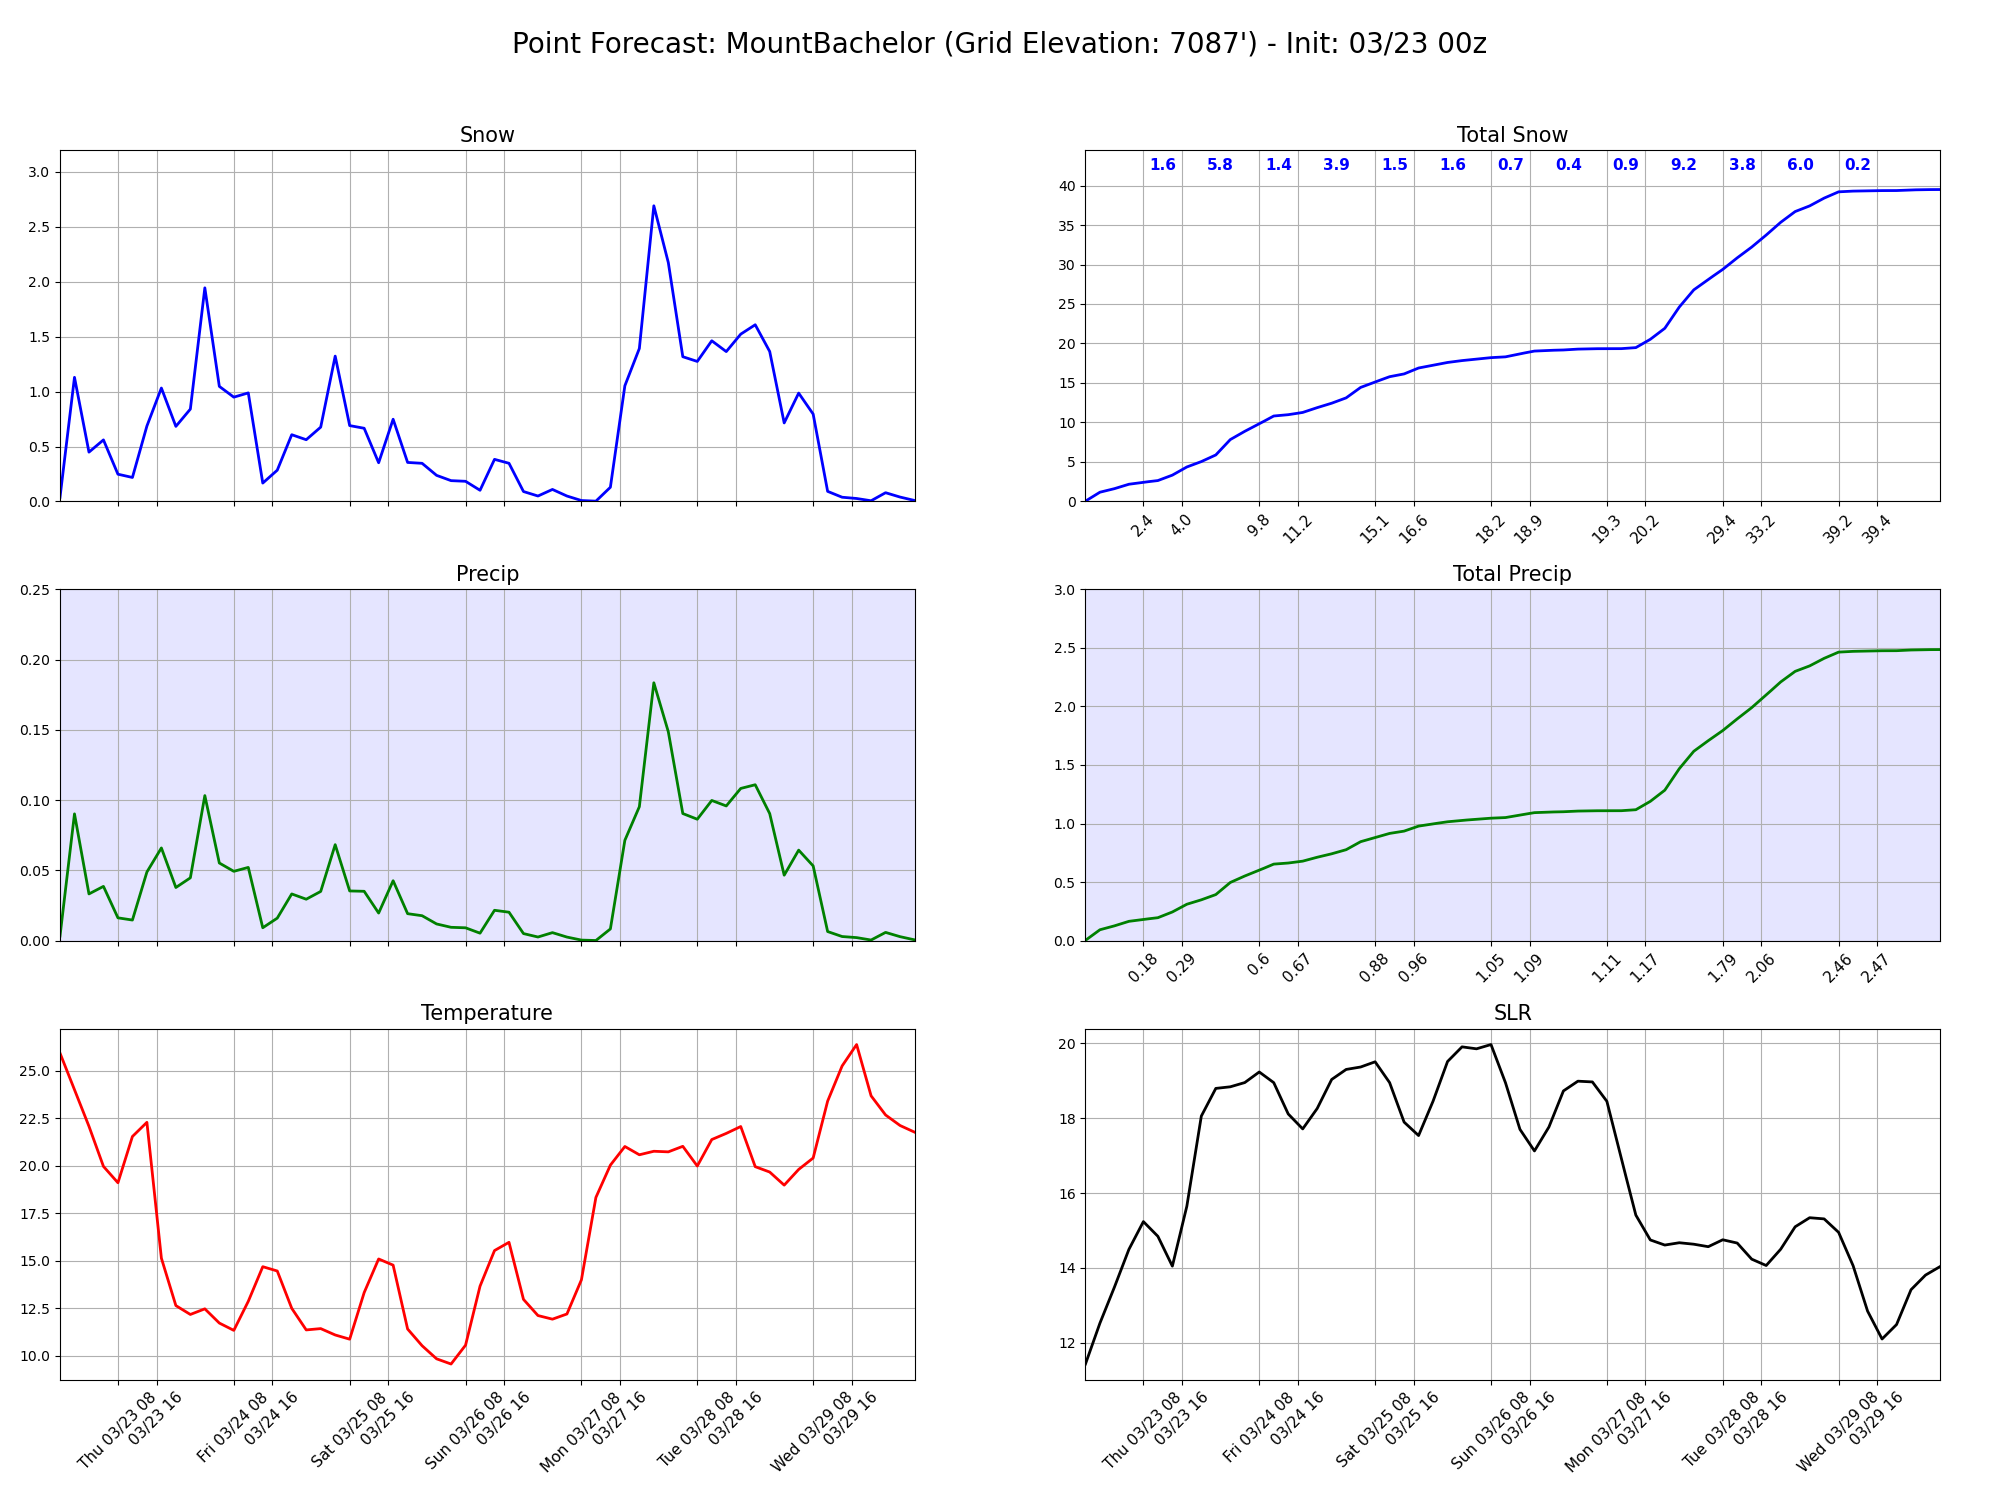 Point Forecast: MountBachelor (Grid Elevation: 7087') - Init: 03/23 00z
Snow
3.0
2.5
2.0
1.5
1.0
0.5
0.0
Total Snow
1.6 5.8 1.4 3.9 1.5 1.6 0.7 0.4 0.9 9.2 3.8 6.0 0.2
40
35
30
25
20
15
10
5
0
2.4 4.0 9.8 11.2 15.1 16.6 18.2 18.9 19.3 20.2 29.4 33.2 39.2 39.4
Precip
0.25
0.20
0.15
0.10
0.05
0.00
Total Precip
3.0
2.5
2.0
1.5
1.0
0.5
0.0
0.18 0.29 0.6 0.67 0.88 0.96 1.05 1.09 1.11 1.17 1.79 2.06 2.46 2.47
Temperature
25.0
22.5
20.0
17.5
15.0
12.5
10.0
Thu 03/23 08
03/23 16
Fri 03/24 08
03/24 16
Sat 03/25 08
03/25 16
Sun 03/26 08
03/26 16
Mon 03/27 08
03/27 16
Tue 03/28 08
03/28 16
Wed 03/29 08
03/29 16
SLR
20
18
16
14
12
Thu 03/23 08
03/23 16
Fri 03/24 08
03/24 16
Sat 03/25 08
03/25 16
Sun 03/26 08
03/26 16
Mon 03/27 08
03/27 16
Tue 03/28 08
03/28 16
Wed 03/29 08
03/29 16